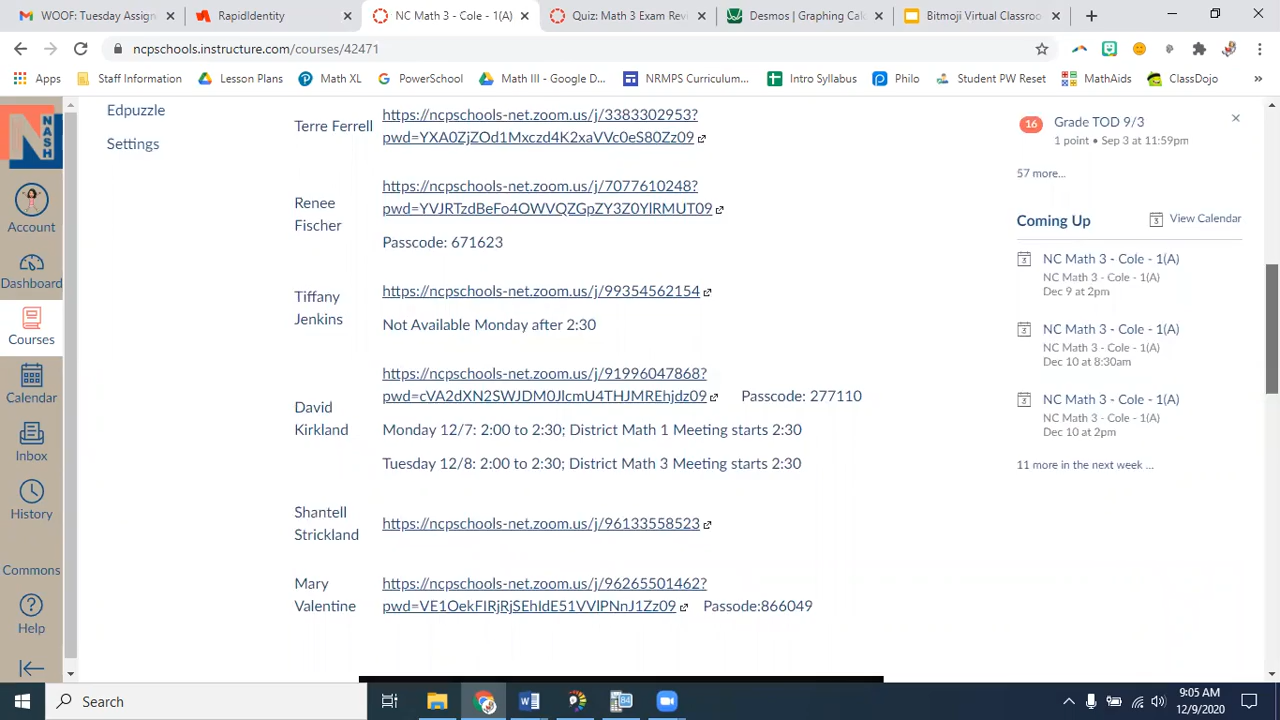 WOOF: Tuesday Assign
RapidIdentity
NC Math 3 - Cole - 1(A)
Quiz: Math 3 Exam Revi
Desmos | Graphing Calc
Bitmoji Virtual Classroo
ncpschools.instructure.com/courses/42471
Apps
Staff Information
Lesson Plans
Math XL
PowerSchool
Math III - Google D...
NRMPS Curriculum...
Intro Syllabus
Philo
Student PW Reset
MathAids
ClassDojo
NASH
Account
Dashboard
Courses
Calendar
Inbox
History
Commons
Help
Edpuzzle
Settings
Terre Ferrell
https://ncpschools-net.zoom.us/j/3383302953?
pwd=YXA0ZjZOd1Mxczd4K2xaVVc0eS80Zz09
Renee
Fischer
https://ncpschools-net.zoom.us/j/7077610248?
pwd=YVJRTzdBeFo4OWVQZGpZY3Z0YlRMUT09
Passcode: 671623
Tiffany
Jenkins
https://ncpschools-net.zoom.us/j/99354562154
Not Available Monday after 2:30
David
Kirkland
https://ncpschools-net.zoom.us/j/91996047868?
pwd=cVA2dXN2SWJDM0JlcmU4THJMREhjdz09 Passcode: 277110
Monday 12/7: 2:00 to 2:30; District Math 1 Meeting starts 2:30
Tuesday 12/8: 2:00 to 2:30; District Math 3 Meeting starts 2:30
Shantell
Strickland
https://ncpschools-net.zoom.us/j/96133558523
Mary
Valentine
https://ncpschools-net.zoom.us/j/96265501462?
pwd=VE1OekFIRjRjSEhIdE51VVlPNnJ1Zz09 Passode:866049
16
Grade TOD 9/3
1 point • Sep 3 at 11:59pm
57 more...
Coming Up
3 View Calendar
3 NC Math 3 - Cole - 1(A)
NC Math 3 - Cole - 1(A)
Dec 9 at 2pm
3 NC Math 3 - Cole - 1(A)
NC Math 3 - Cole - 1(A)
Dec 10 at 8:30am
3 NC Math 3 - Cole - 1(A)
NC Math 3 - Cole - 1(A)
Dec 10 at 2pm
11 more in the next week ...
Search
84
9:05 AM
12/9/2020